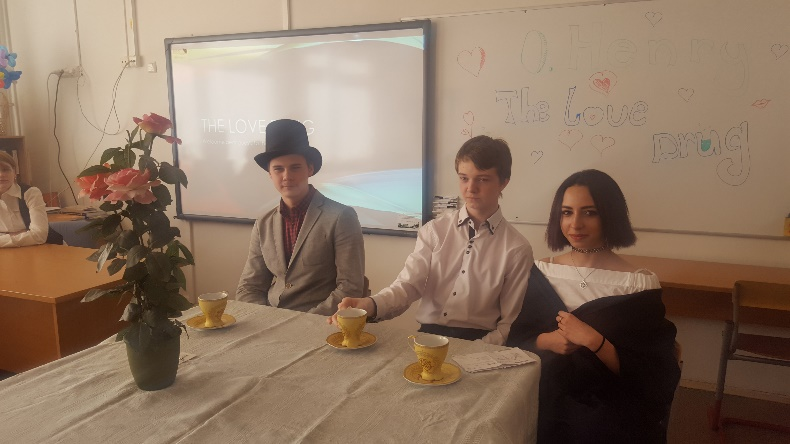 THE LOVE DRUG
O. Henry
The Love
Drug